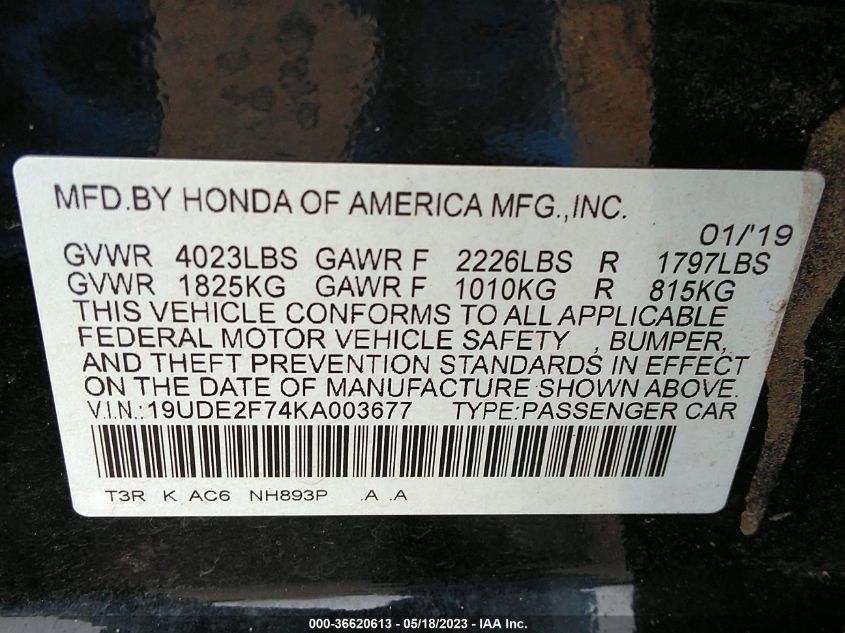 MFD.BY HONDA OF AMERICA MFG.,INC.
01/'19
GVWR 4023LBS GAWR F 2226LBS R 1797LBS
GVWR 1825KG GAWR F 1010KG R 815KG
THIS VEHICLE CONFORMS TO ALL APPLICABLE
FEDERAL MOTOR VEHICLE SAFETY , BUMPER,
AND THEFT PREVENTION STANDARDS IN EFFECT
ON THE DATE OF MANUFACTURE SHOWN ABOVE.
V.I.N.: 19UDE2F74KA003677 TYPE:PASSENGER CAR
T3R K AC6 NH893P .A .A
000-36620613 - 05/18/2023 - IAA Inc.